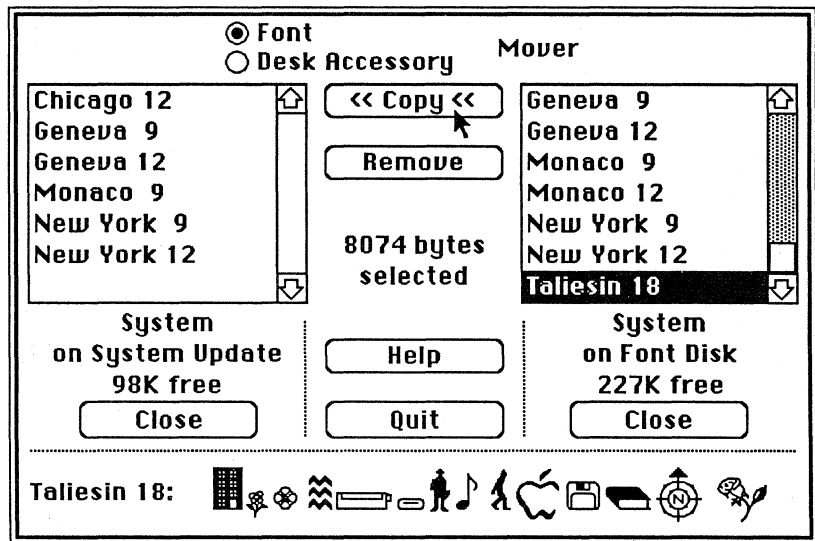 Font
Desk Accessory
Mover
Chicago 12
Geneva 9
Geneva 12
Monaco 9
New York 9
New York 12
<< Copy <<
Remove
8074 bytes
selected
Geneva 9
Geneva 12
Monaco 9
Monaco 12
New York 9
New York 12
Taliesin 18
System
on System Update
98K free
Close
Help
Quit
System
on Font Disk
227K free
Close
Taliesin 18:
N